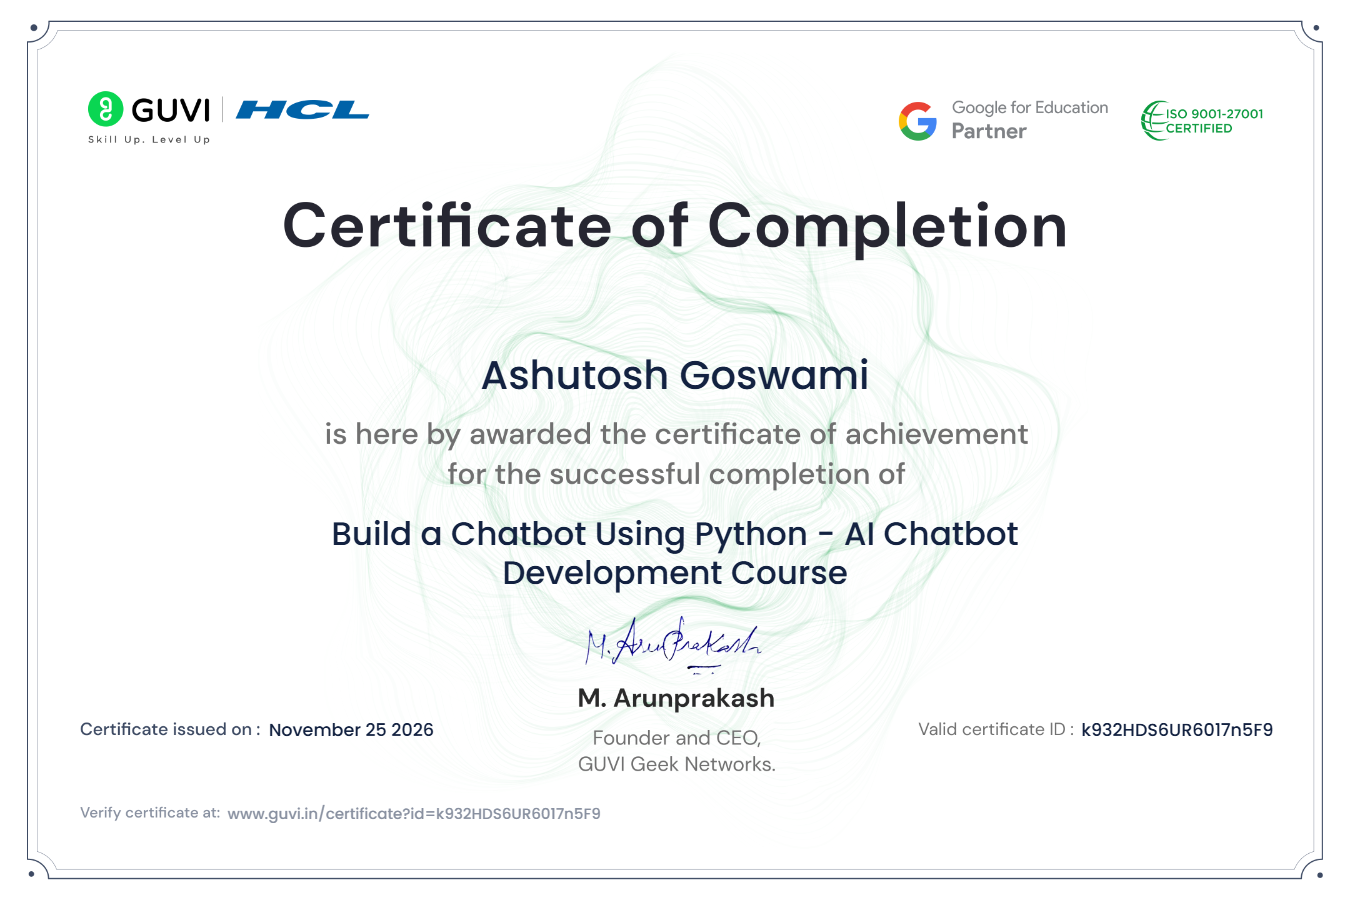 GUVI | HCL
Skill Up. Level Up
Google for Education
Partner
ISO 9001-27001
CERTIFIED
Certificate of Completion
Ashutosh Goswami
is here by awarded the certificate of achievement
for the successful completion of
Build a Chatbot Using Python - AI Chatbot
Development Course
M. Arunprakash
M. Arunprakash
Founder and CEO,
GUVI Geek Networks.
Certificate issued on : November 25 2026
Valid certificate ID : k932HDS6UR6017n5F9
Verify certificate at: www.guvi.in/certificate?id=k932HDS6UR6017n5F9